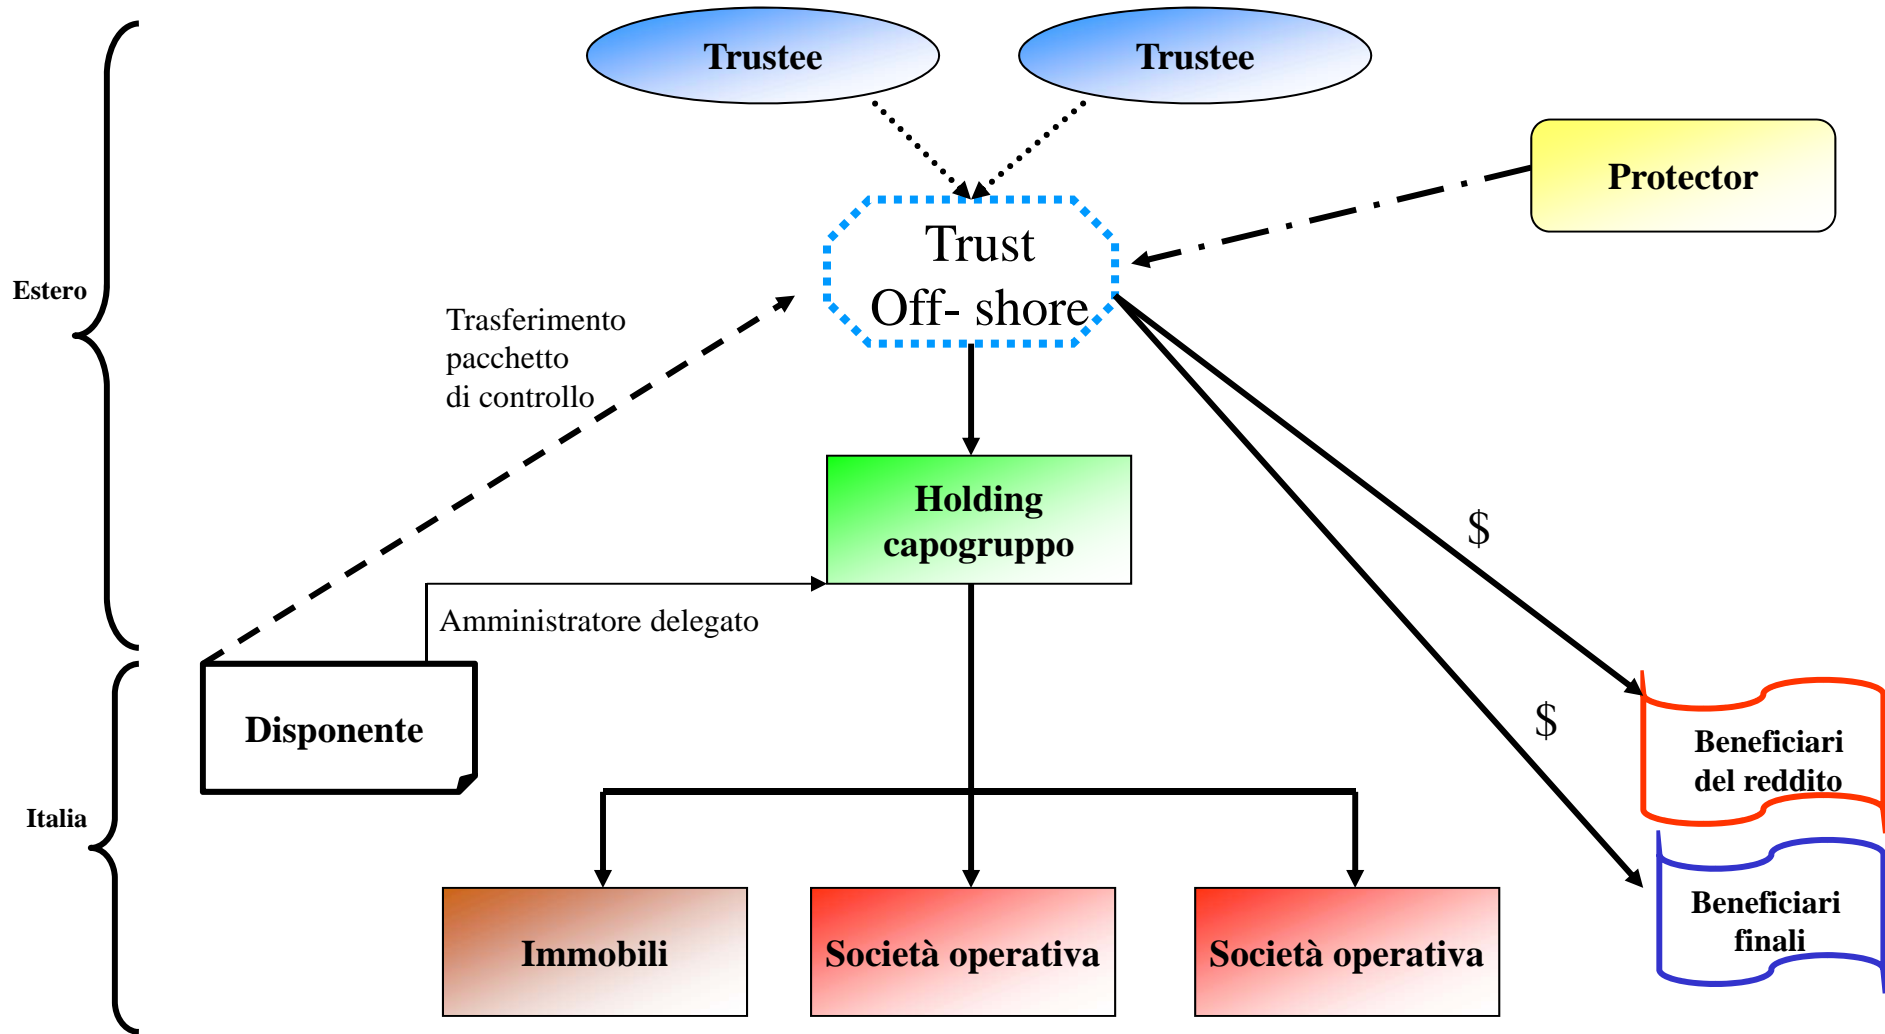 Trustee
Trustee
Protector
Trust
Off- shore
Estero
Trasferimento
pacchetto
di controllo
Holding
capogruppo
$
Amministratore delegato
Disponente
$
Beneficiari
del reddito
Italia
Beneficiari
finali
Immobili
Società operativa
Società operativa